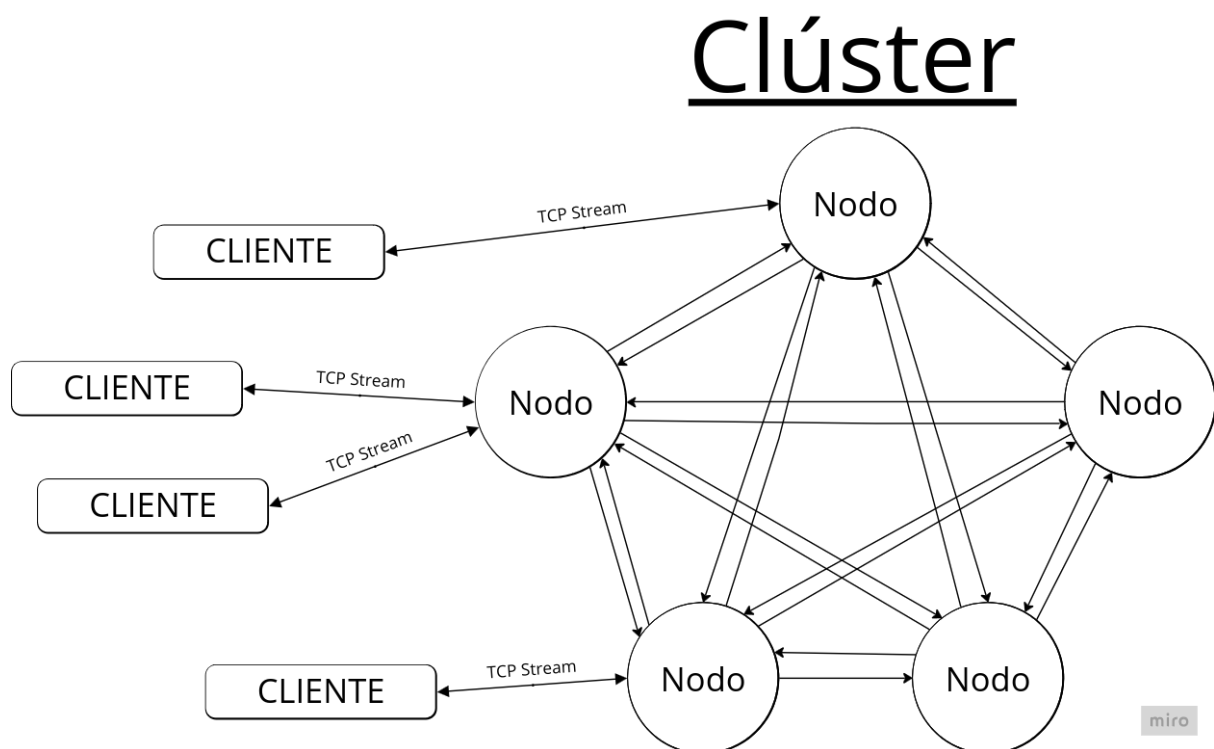 Clúster
Nodo
TCP Stream
CLIENTE
CLIENTE
TCP Stream
Nodo
Nodo
TCP Stream
CLIENTE
CLIENTE
TCP Stream
Nodo
Nodo
miro